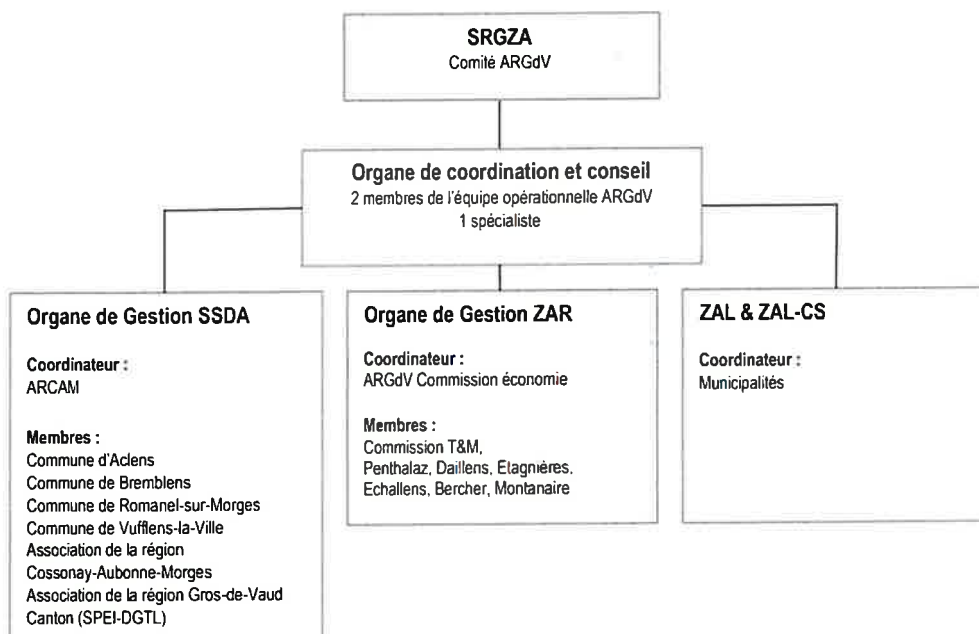 SRGZA
Comité ARGdV
Organe de coordination et conseil
2 membres de l'équipe opérationnelle ARGdV
1 spécialiste
Organe de Gestion SSDA
Coordinateur :
ARCAM
Membres :
Commune d'Aclens
Commune de Bremblens
Commune de Romanel-sur-Morges
Commune de Vufflens-la-Ville
Association de la région
Cossonay-Aubonne-Morges
Association de la région Gros-de-Vaud
Canton (SPEI-DGTL)
Organe de Gestion ZAR
Coordinateur :
ARGdV Commission économie
Membres :
Commission T&M,
Penthalaz, Daillens, Etagnières,
Echallens, Bercher, Montanaire
ZAL & ZAL-CS
Coordinateur :
Municipalités